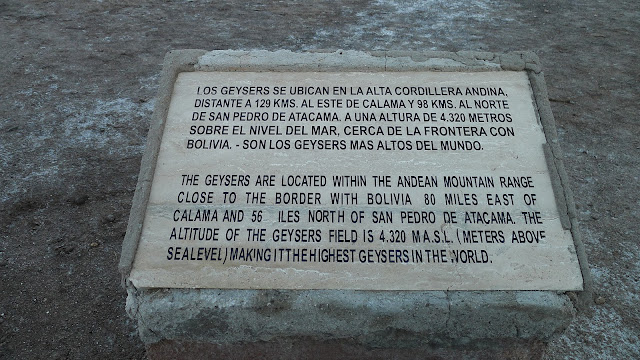 LOS GEYSERS SE UBICAN EN LA ALTA CORDILLERA ANDINA,
DISTANTE A 129 KMS. AL ESTE DE CALAMA Y 98 KMS. AL NORTE
DE SAN PEDRO DE ATACAMA. A UNA ALTURA DE 4.320 METROS
SOBRE EL NIVEL DEL MAR, CERCA DE LA FRONTERA CON
BOLIVIA. - SON LOS GEYSERS MAS ALTOS DEL MUNDO.
THE GEYSERS ARE LOCATED WITHIN THE ANDEAN MOUNTAIN RANGE
CLOSE TO THE BORDER WITH BOLIVIA 80 MILES EAST OF
CALAMA AND 56 ILES NORTH OF SAN PEDRO DE ATACAMA. THE
ALTITUDE OF THE GEYSERS FIELD IS 4.320 M.A.S.L. (METERS ABOVE
SEALEVEL) MAKING IT THE HIGHEST GEYSERS IN THE WORLD.